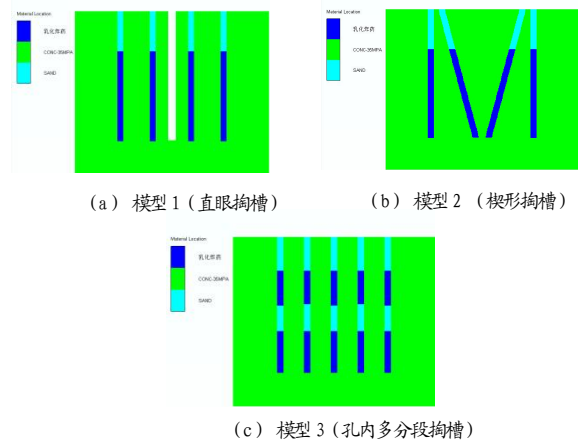 Material Location
乳化炸药
CONC-35MPA
SAND
Material Location
乳化炸药
CONC-35MPA
SAND
(a) 模型1(直眼掏槽)
(b) 模型2 (楔形掏槽)
Material Location
乳化炸药
CONC-35MPA
SAND
(c) 模型3(孔内多分段掏槽)